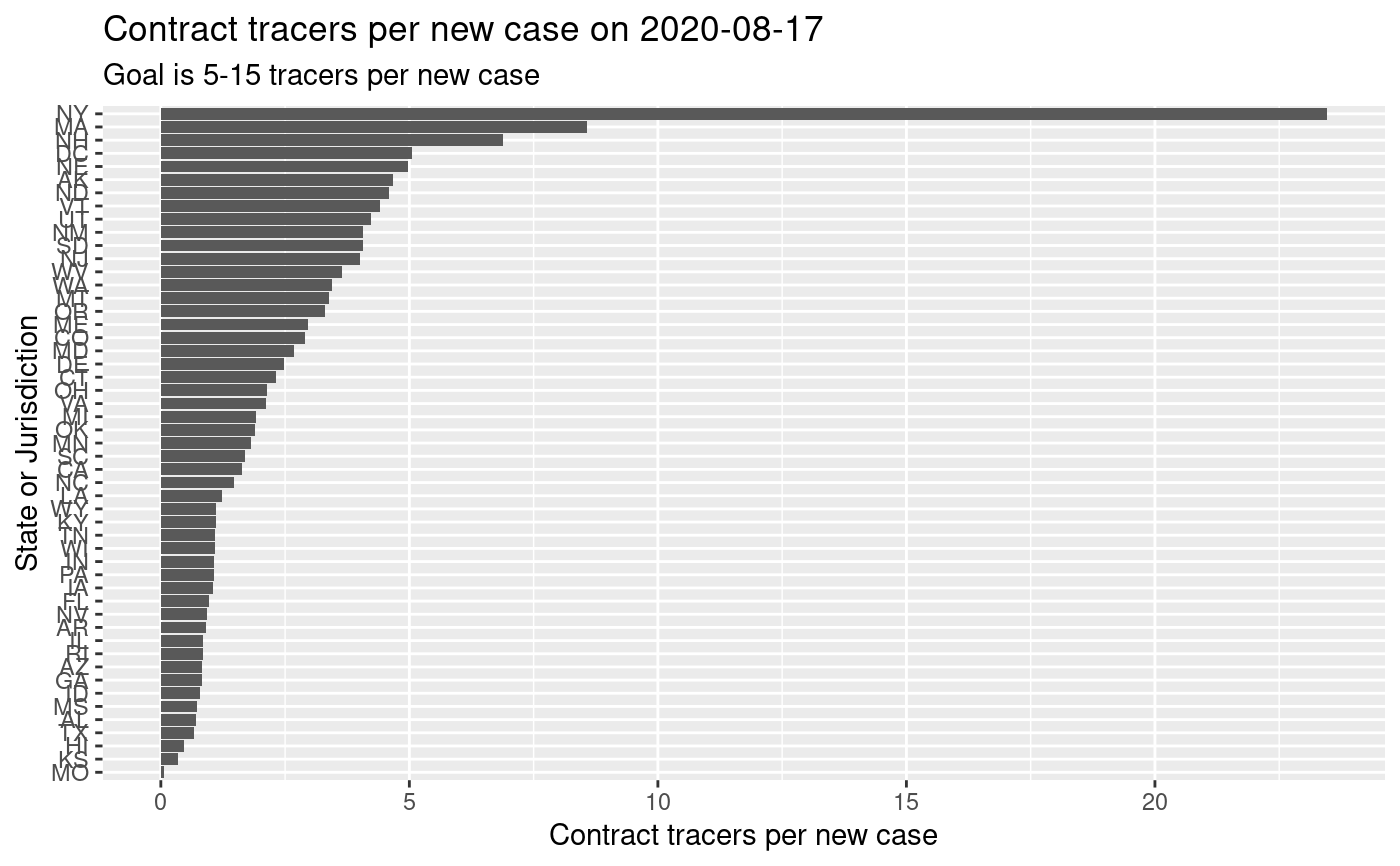 Contract tracers per new case on 2020-08-17
Goal is 5-15 tracers per new case
State or Jurisdiction
NY
MA
NH
DC
NE
AK
ND
VT
UT
NM
SD
NJ
WV
WA
MT
OR
ME
CO
MD
DE
CT
OH
VA
MI
OK
MN
SC
CA
NC
LA
WY
KY
TN
WI
IN
PA
IA
FL
NV
AR
IL
RI
AZ
GA
ID
MS
AL
TX
HI
KS
MO
0 5 10 15 20
Contract tracers per new case